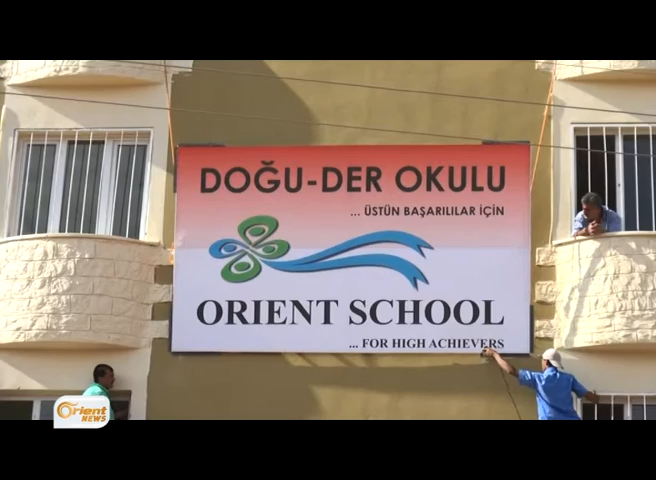 DOĞU-DER OKULU
... ÜSTÜN BAŞARILILAR İÇİN
ORIENT SCHOOL
... FOR HIGH ACHIEVERS
Orient
NEWS